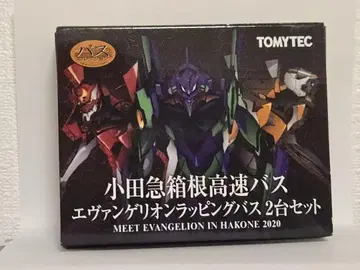 バス
TOMYTEC
小田急箱根高速バス
エヴァンゲリオンラッピングバス2台セット
MEET EVANGELION IN HAKONE 2020